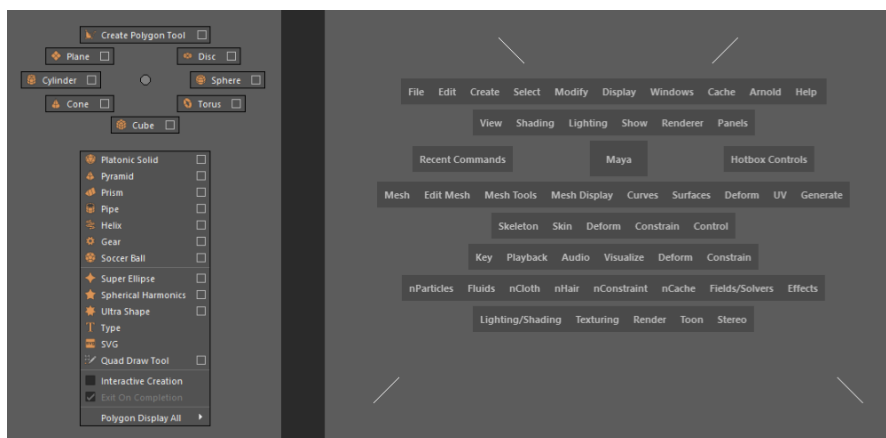 Create Polygon Tool
Plane
Disc
Cylinder
Sphere
Cone
Torus
Cube
Platonic Solid
Pyramid
Prism
Pipe
Helix
Gear
Soccer Ball
Super Ellipse
Spherical Harmonics
Ultra Shape
Type
SVG
Quad Draw Tool
Interactive Creation
Exit On Completion
Polygon Display All
File Edit Create Select Modify Display Windows Cache Arnold Help
View Shading Lighting Show Renderer Panels
Recent Commands Maya Hotbox Controls
Mesh Edit Mesh Mesh Tools Mesh Display Curves Surfaces Deform UV Generate
Skeleton Skin Deform Constrain Control
Key Playback Audio Visualize Deform Constrain
nParticles Fluids nCloth nHair nConstraint nCache Fields/Solvers Effects
Lighting/Shading Texturing Render Toon Stereo